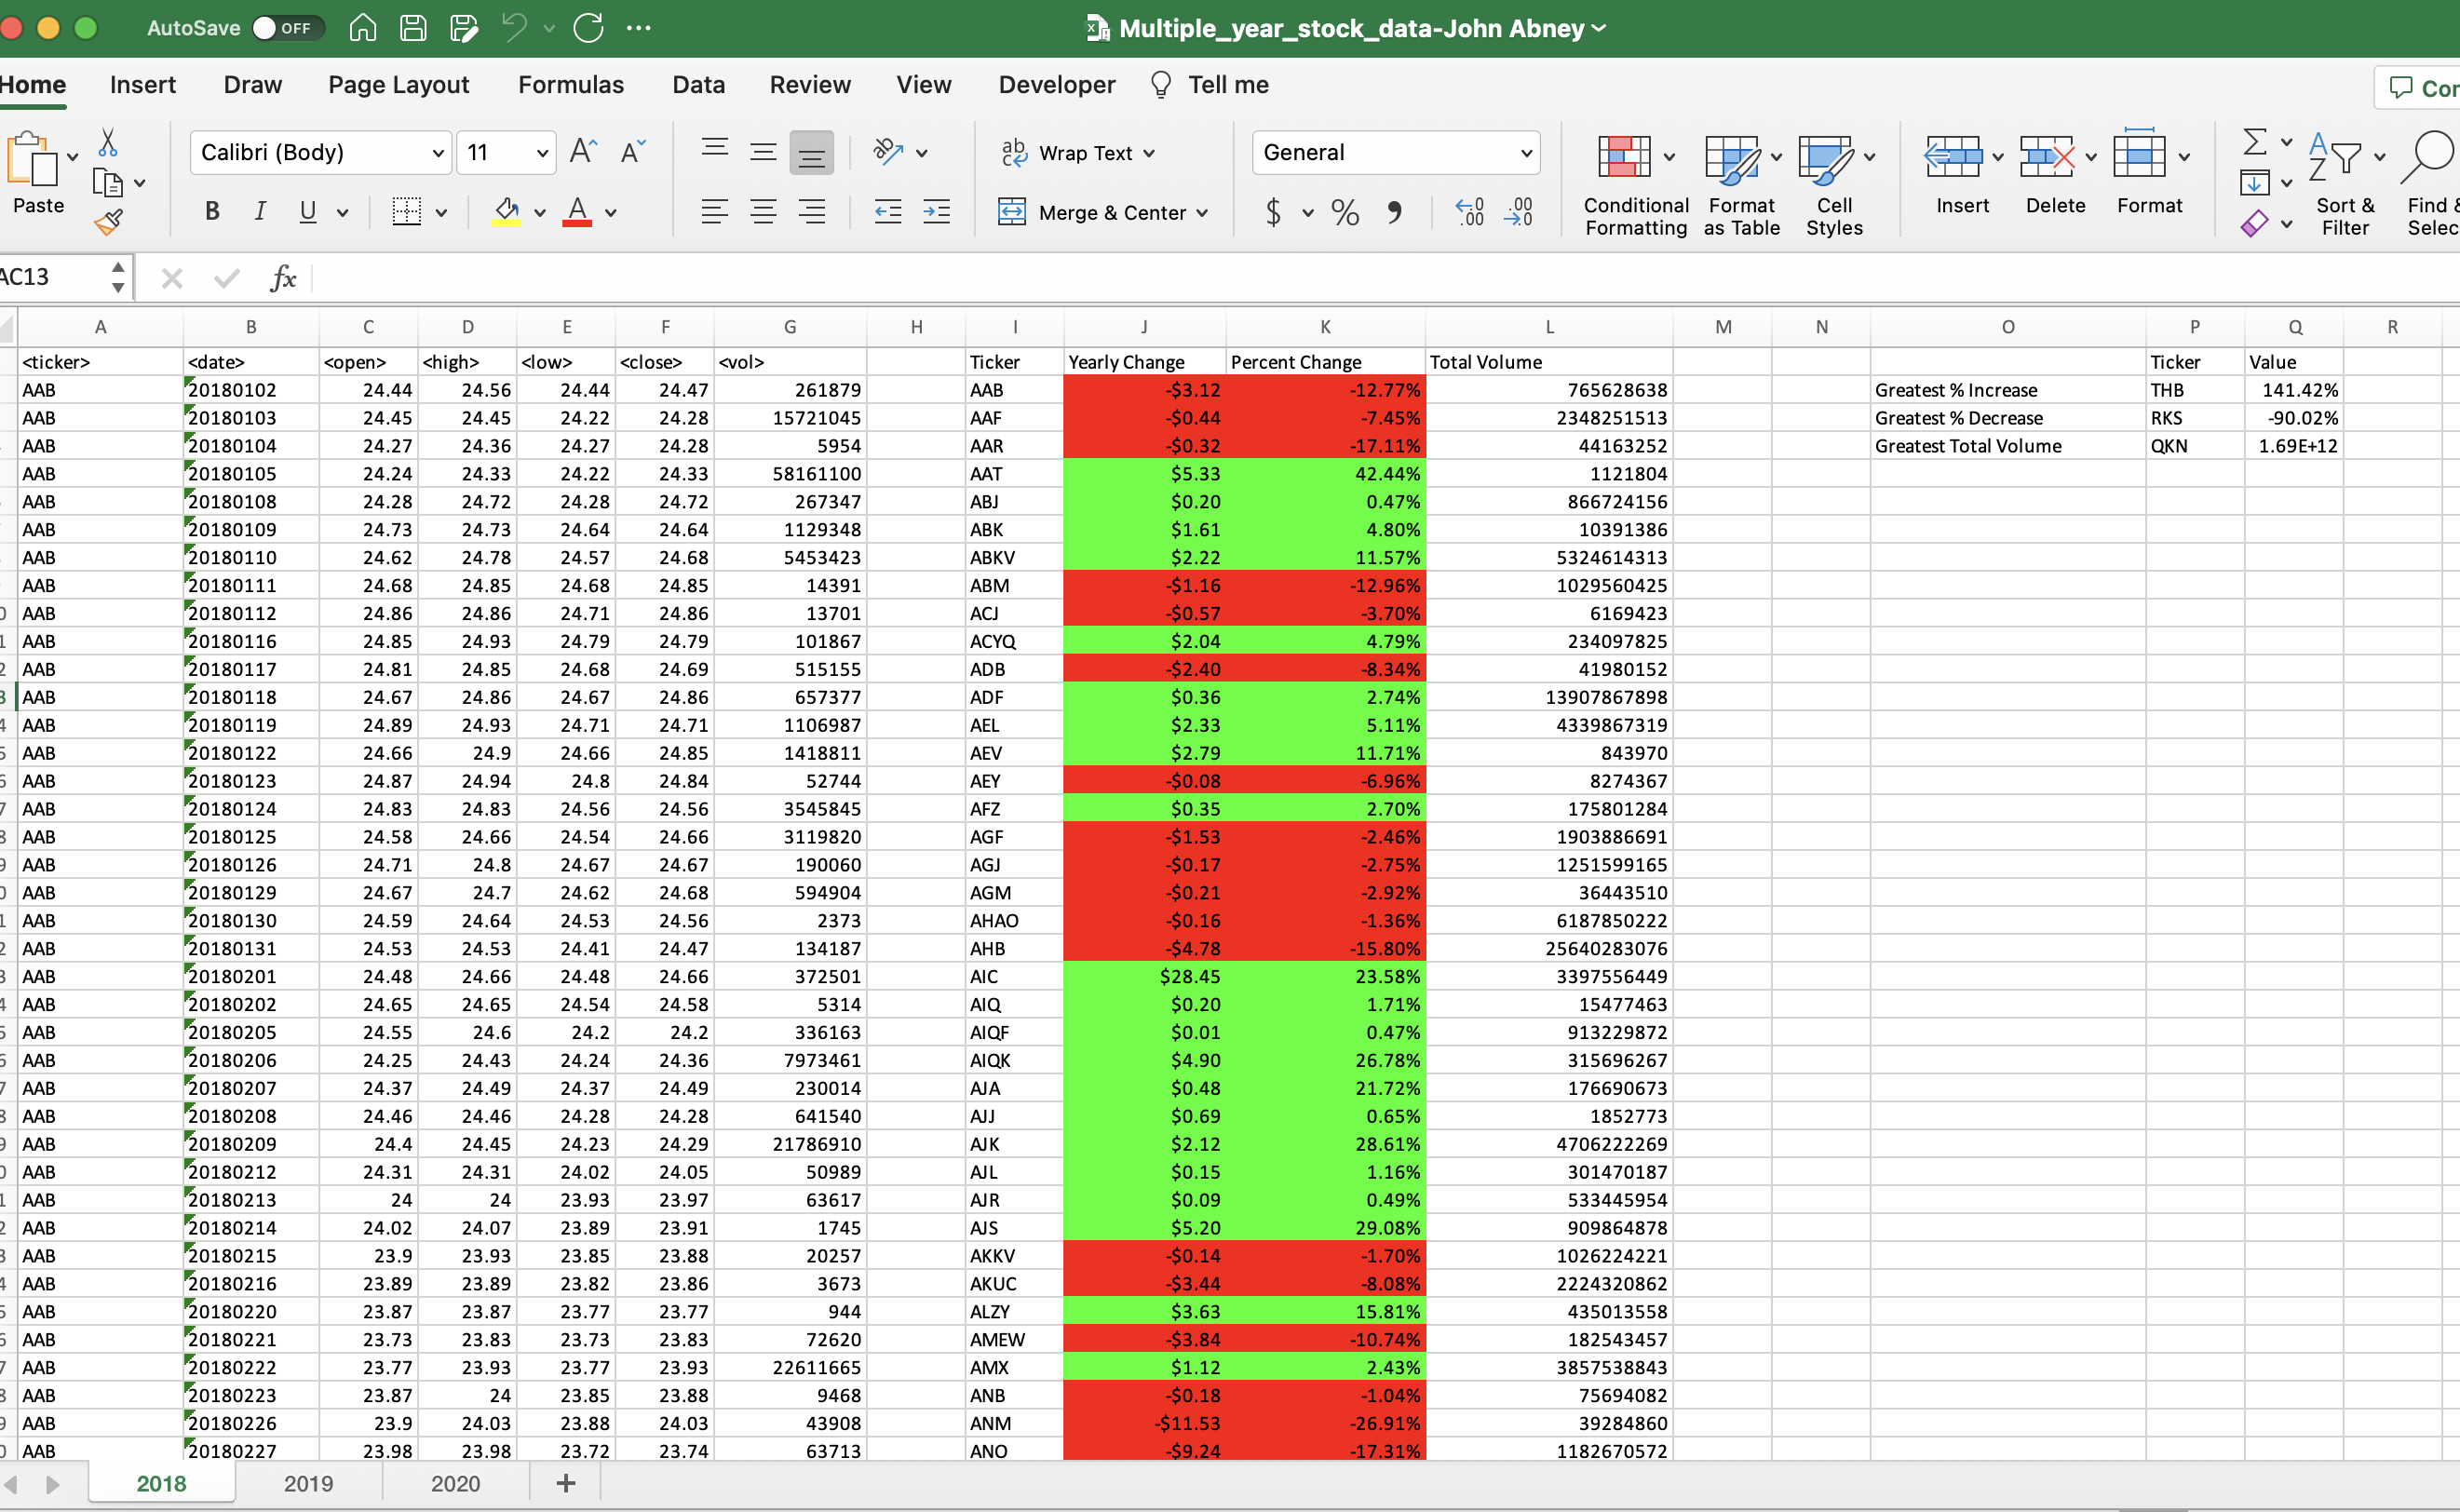 AutoSave OFF Multiple_year_stock_data-John Abney
Home Insert Draw Page Layout Formulas Data Review View Developer Tell me
Calibri (Body) 11 Wrap Text General
Paste Merge & Center Conditional Formatting Format as Table Cell Styles Insert Delete Format Sort & Filter
AC13 fx
A B C D E F G H I J K L M N O P Q R
<ticker> <date> <open> <high> <low> <close> <vol> Ticker Yearly Change Percent Change Total Volume Ticker Value
AAB 20180102 24.44 24.56 24.44 24.47 261879 AAB -$3.12 -12.77% 765628638 Greatest % Increase THB 141.42%
AAB 20180103 24.45 24.45 24.22 24.28 15721045 AAF -$0.44 -7.45% 2348251513 Greatest % Decrease RKS -90.02%
AAB 20180104 24.27 24.36 24.27 24.28 5954 AAR -$0.32 -17.11% 44163252 Greatest Total Volume QKN 1.69E+12
AAB 20180105 24.24 24.33 24.22 24.33 58161100 AAT $5.33 42.44% 1121804
AAB 20180108 24.28 24.72 24.28 24.72 267347 ABJ $0.20 0.47% 866724156
AAB 20180109 24.73 24.73 24.64 24.64 1129348 ABK $1.61 4.80% 10391386
AAB 20180110 24.62 24.78 24.57 24.68 5453423 ABKV $2.22 11.57% 5324614313
AAB 20180111 24.68 24.85 24.68 24.85 14391 ABM -$1.16 -12.96% 1029560425
AAB 20180112 24.86 24.86 24.71 24.86 13701 ACJ -$0.57 -3.70% 6169423
AAB 20180116 24.85 24.93 24.79 24.79 101867 ACYQ $2.04 4.79% 234097825
AAB 20180117 24.81 24.85 24.68 24.69 515155 ADB -$2.40 -8.34% 41980152
AAB 20180118 24.67 24.86 24.67 24.86 657377 ADF $0.36 2.74% 13907867898
AAB 20180119 24.89 24.93 24.71 24.71 1106987 AEL $2.33 5.11% 4339867319
AAB 20180122 24.66 24.9 24.66 24.85 1418811 AEV $2.79 11.71% 843970
AAB 20180123 24.87 24.94 24.8 24.84 52744 AEY -$0.08 -6.96% 8274367
AAB 20180124 24.83 24.83 24.56 24.56 3545845 AFZ $0.35 2.70% 175801284
AAB 20180125 24.58 24.66 24.54 24.66 3119820 AGF -$1.53 -2.46% 1903886691
AAB 20180126 24.71 24.8 24.67 24.67 190060 AGJ -$0.17 -2.75% 1251599165
AAB 20180129 24.67 24.7 24.62 24.68 594904 AGM -$0.21 -2.92% 36443510
AAB 20180130 24.59 24.64 24.53 24.56 2373 AHAO -$0.16 -1.36% 6187850222
AAB 20180131 24.53 24.53 24.41 24.47 134187 AHB -$4.78 -15.80% 25640283076
AAB 20180201 24.48 24.66 24.48 24.66 372501 AIC $28.45 23.58% 3397556449
AAB 20180202 24.65 24.65 24.54 24.58 5314 AIQ $0.20 1.71% 15477463
AAB 20180205 24.55 24.6 24.2 24.2 336163 AIQF $0.01 0.47% 913229872
AAB 20180206 24.25 24.43 24.24 24.36 7973461 AIQK $4.90 26.78% 315696267
AAB 20180207 24.37 24.49 24.37 24.49 230014 AJA $0.48 21.72% 176690673
AAB 20180208 24.46 24.46 24.28 24.28 641540 AJJ $0.69 0.65% 1852773
AAB 20180209 24.4 24.45 24.23 24.29 21786910 AJK $2.12 28.61% 4706222269
AAB 20180212 24.31 24.31 24.02 24.05 50989 AJL $0.15 1.16% 301470187
AAB 20180213 24 24 23.93 23.97 63617 AJR $0.09 0.49% 533445954
AAB 20180214 24.02 24.07 23.89 23.91 1745 AJS $5.20 29.08% 909864878
AAB 20180215 23.9 23.93 23.85 23.88 20257 AKKV -$0.14 -1.70% 1026224221
AAB 20180216 23.89 23.89 23.82 23.86 3673 AKUC -$3.44 -8.08% 2224320862
AAB 20180220 23.87 23.87 23.77 23.77 944 ALZY $3.63 15.81% 435013558
AAB 20180221 23.73 23.83 23.73 23.83 72620 AMEW -$3.84 -10.74% 182543457
AAB 20180222 23.77 23.93 23.77 23.93 22611665 AMX $1.12 2.43% 3857538843
AAB 20180223 23.87 24 23.85 23.88 9468 ANB -$0.18 -1.04% 75694082
AAB 20180226 23.9 24.03 23.88 24.03 43908 ANM -$11.53 -26.91% 39284860
AAB 20180227 23.98 23.98 23.72 23.74 63713 ANO -$9.24 -17.31% 1182670572
2018 2019 2020